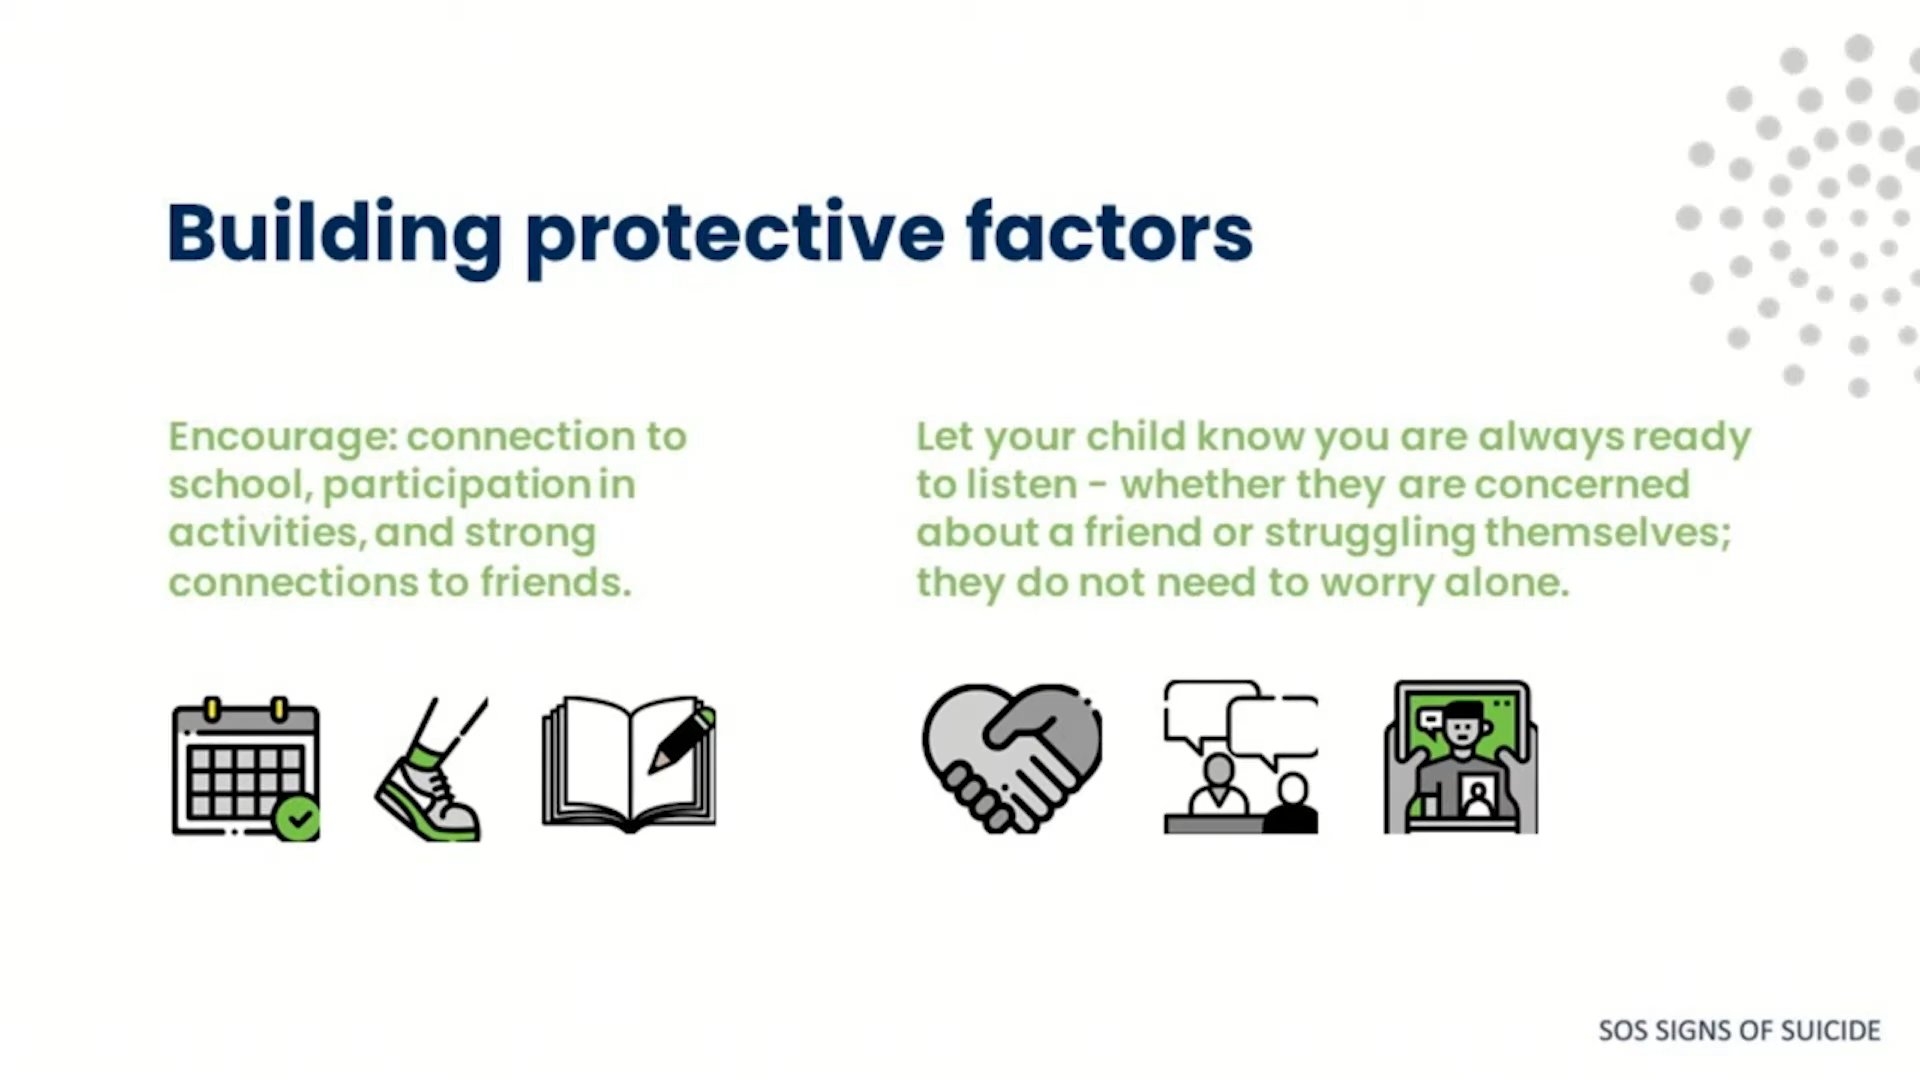 Building protective factors
Encourage: connection to
school, participation in
activities, and strong
connections to friends.
Let your child know you are always ready
to listen - whether they are concerned
about a friend or struggling themselves;
they do not need to worry alone.
SOS SIGNS OF SUICIDE